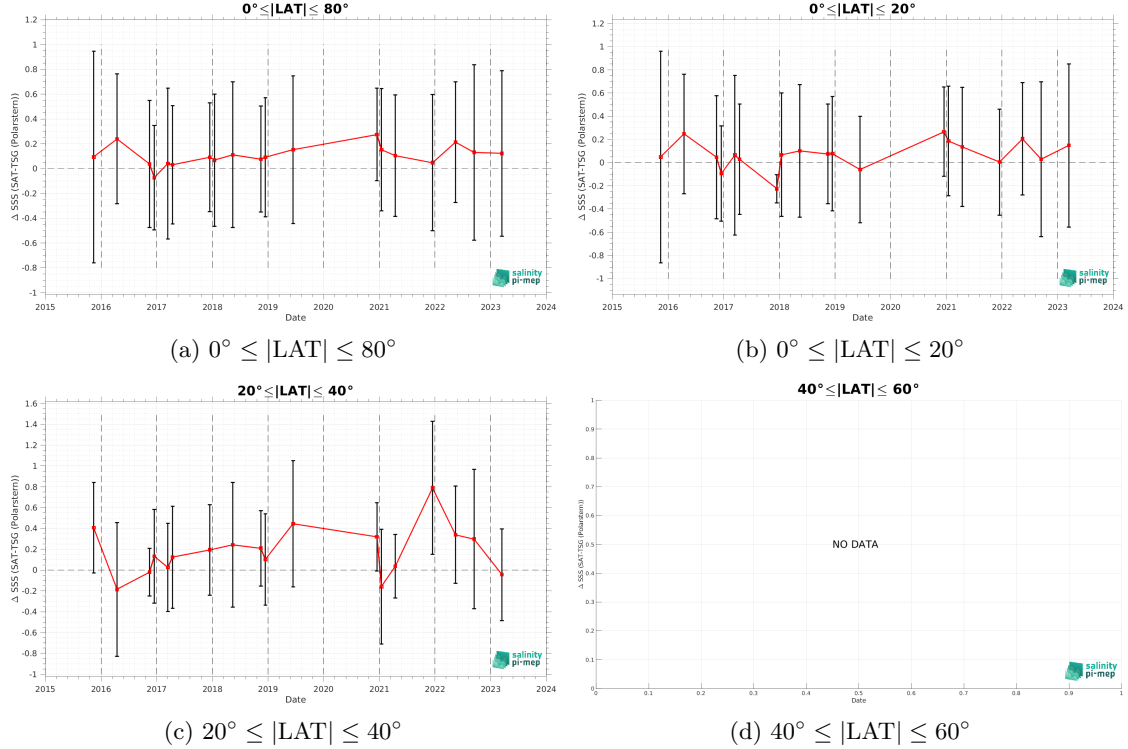 0°≤|LAT|≤ 80°
Δ SSS (SAT-TSG (Polarstern))
1.2
1
0.8
0.6
0.4
0.2
0
-0.2
-0.4
-0.6
-0.8
-1
2015 2016 2017 2018 2019 2020 2021 2022 2023 2024
Date
salinity
pi-mep
(a) 0° ≤ |LAT| ≤ 80°
0°≤|LAT|≤ 20°
Δ SSS (SAT-TSG (Polarstern))
1.2
1
0.8
0.6
0.4
0.2
0
-0.2
-0.4
-0.6
-0.8
-1
2015 2016 2017 2018 2019 2020 2021 2022 2023 2024
Date
salinity
pi-mep
(b) 0° ≤ |LAT| ≤ 20°
20°≤|LAT|≤ 40°
Δ SSS (SAT-TSG (Polarstern))
1.6
1.4
1.2
1
0.8
0.6
0.4
0.2
0
-0.2
-0.4
-0.6
-0.8
-1
2015 2016 2017 2018 2019 2020 2021 2022 2023 2024
Date
salinity
pi-mep
(c) 20° ≤ |LAT| ≤ 40°
40°≤|LAT|≤ 60°
Δ SSS (SAT-TSG (Polarstern))
1
0.9
0.8
0.7
0.6
0.5
0.4
0.3
0.2
0.1
0
NO DATA
0 0.1 0.2 0.3 0.4 0.5 0.6 0.7 0.8 0.9 1
Date
salinity
pi-mep
(d) 40° ≤ |LAT| ≤ 60°